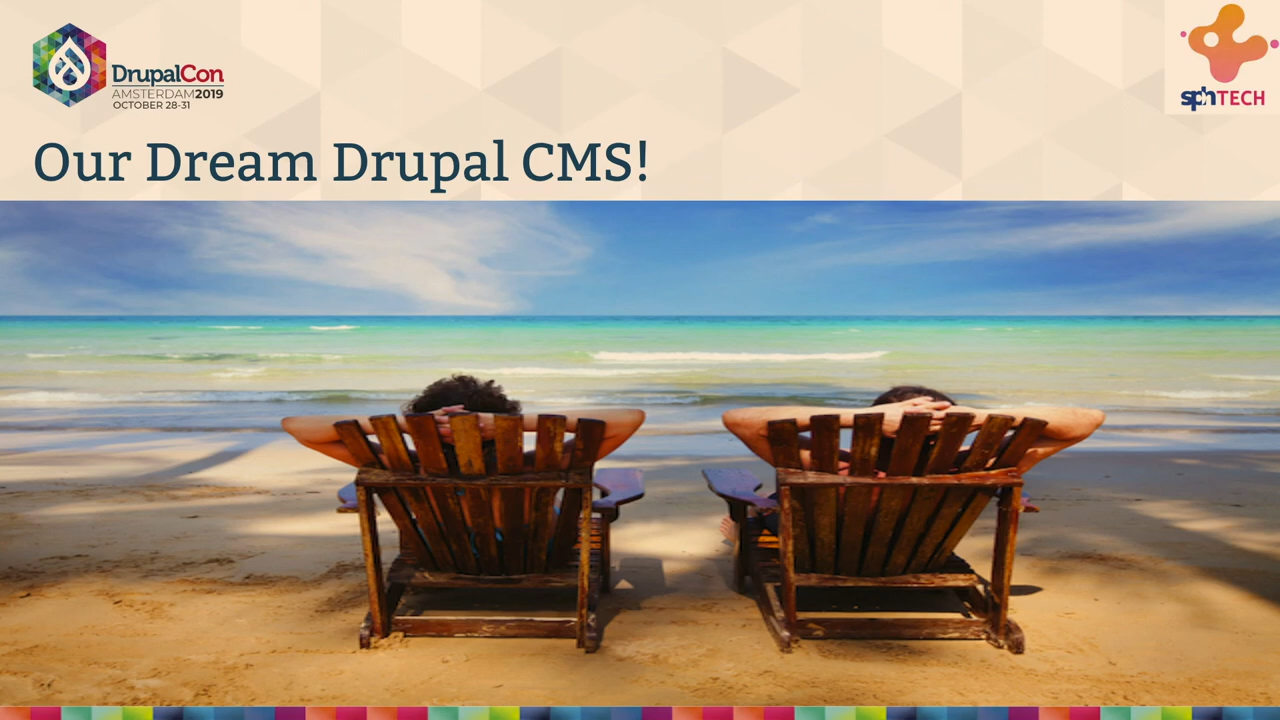 DrupalCon
AMSTERDAM2019
OCTOBER 28-31
sphTECH
Our Dream Drupal CMS!